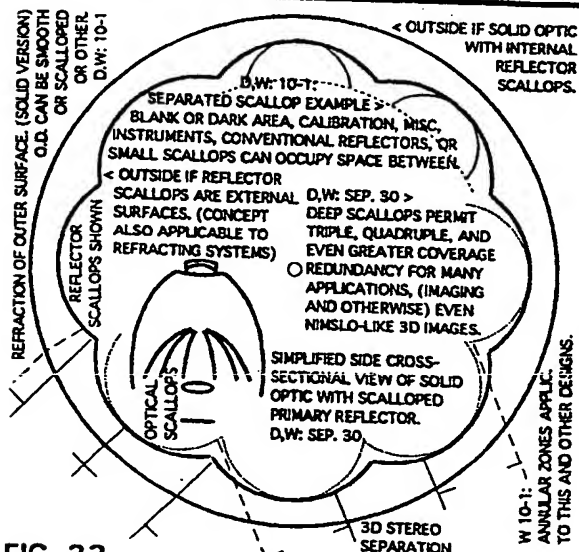 REFRACTION OF OUTER SURFACE. (SOLID VERSION)
O.D. CAN BE SMOOTH
OR SCALLOPED
OR OTHER.
D.W: 10-1
< OUTSIDE IF SOLID OPTIC
WITH INTERNAL
REFLECTOR
SCALLOPS.
D,W: 10-1:
SEPARATED SCALLOP EXAMPLE >
BLANK OR DARK AREA, CALIBRATION, MISC,
INSTRUMENTS, CONVENTIONAL REFLECTORS, OR
SMALL SCALLOPS CAN OCCUPY SPACE BETWEEN.
< OUTSIDE IF REFLECTOR
SCALLOPS ARE EXTERNAL
SURFACES. (CONCEPT
ALSO APPLICABLE TO
REFRACTING SYSTEMS)
D,W: SEP. 30 >
DEEP SCALLOPS PERMIT
TRIPLE, QUADRUPLE, AND
EVEN GREATER COVERAGE
REDUNDANCY FOR MANY
APPLICATIONS, (IMAGING
AND OTHERWISE) EVEN
NIMSLO-LIKE 3D IMAGES.
REFLECTOR
SCALLOPS SHOWN
OPTICAL
SCALLOPS
SIMPLIFIED SIDE CROSS-
SECTIONAL VIEW OF SOLID
OPTIC WITH SCALLOPED
PRIMARY REFLECTOR.
D,W: SEP. 30
W 10-1:
ANNULAR ZONES APPLIC.
TO THIS AND OTHER DESIGNS.
3D STEREO
SEPARATION
FIG. 33